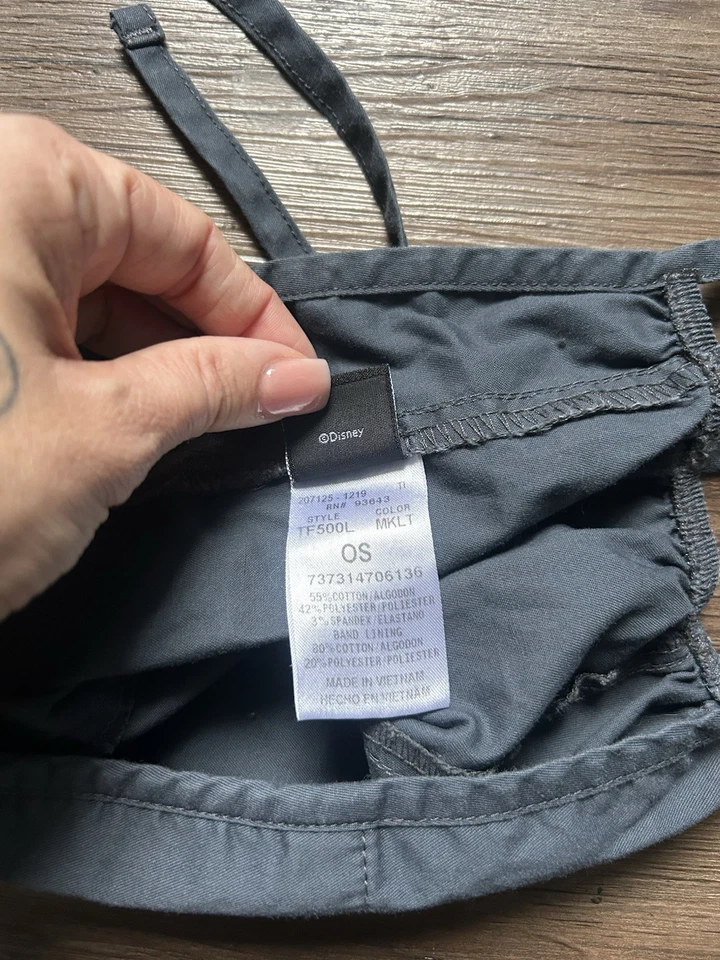 ©Disney
207125 - 1219 TI
RN# 93643
STYLE COLOR
TF500L MKLT
OS
737314706136
55%COTTON/ALGODON
42%POLYESTER/POLIESTER
3%SPANDEX/ELASTANO
BAND LINING
80%COTTON/ALGODON
20%POLYESTER/POLIESTER
MADE IN VIETNAM
HECHO EN VIETNAM